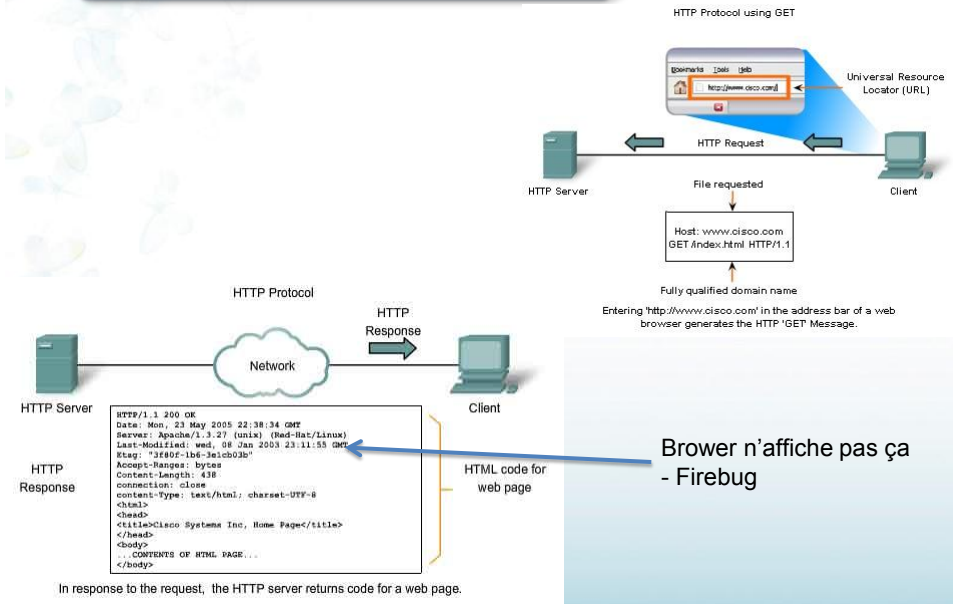 HTTP Protocol using GET
Bookmarks Tools Help
http://www.cisco.com/
Universal Resource
Locator (URL)
HTTP Request
HTTP Server
Client
File requested
Host: www.cisco.com
GET /index.html HTTP/1.1
Fully qualified domain name
Entering 'http://www.cisco.com' in the address bar of a web
browser generates the HTTP 'GET' Message.
HTTP Protocol
HTTP
Response
Network
HTTP Server
Client
HTTP
Response
HTTP/1.1 200 OK
Date: Mon, 23 May 2005 22:38:34 GMT
Server: Apache/1.3.27 (unix) (Red-Hat/Linux)
Last-Modified: wed, 08 Jan 2003 23:11:55 GMT
Etag: "3f80f-1b6-3e1cb03b"
Accept-Ranges: bytes
Content-Length: 438
connection: close
content-Type: text/html; charset-UTF-8
<html>
<head>
<title>Cisco Systems Inc, Home Page</title>
</head>
<body>
...CONTENTS OF HTML PAGE...
</body>
HTML code for
web page
In response to the request, the HTTP server returns code for a web page.
Brower n’affiche pas ça
- Firebug